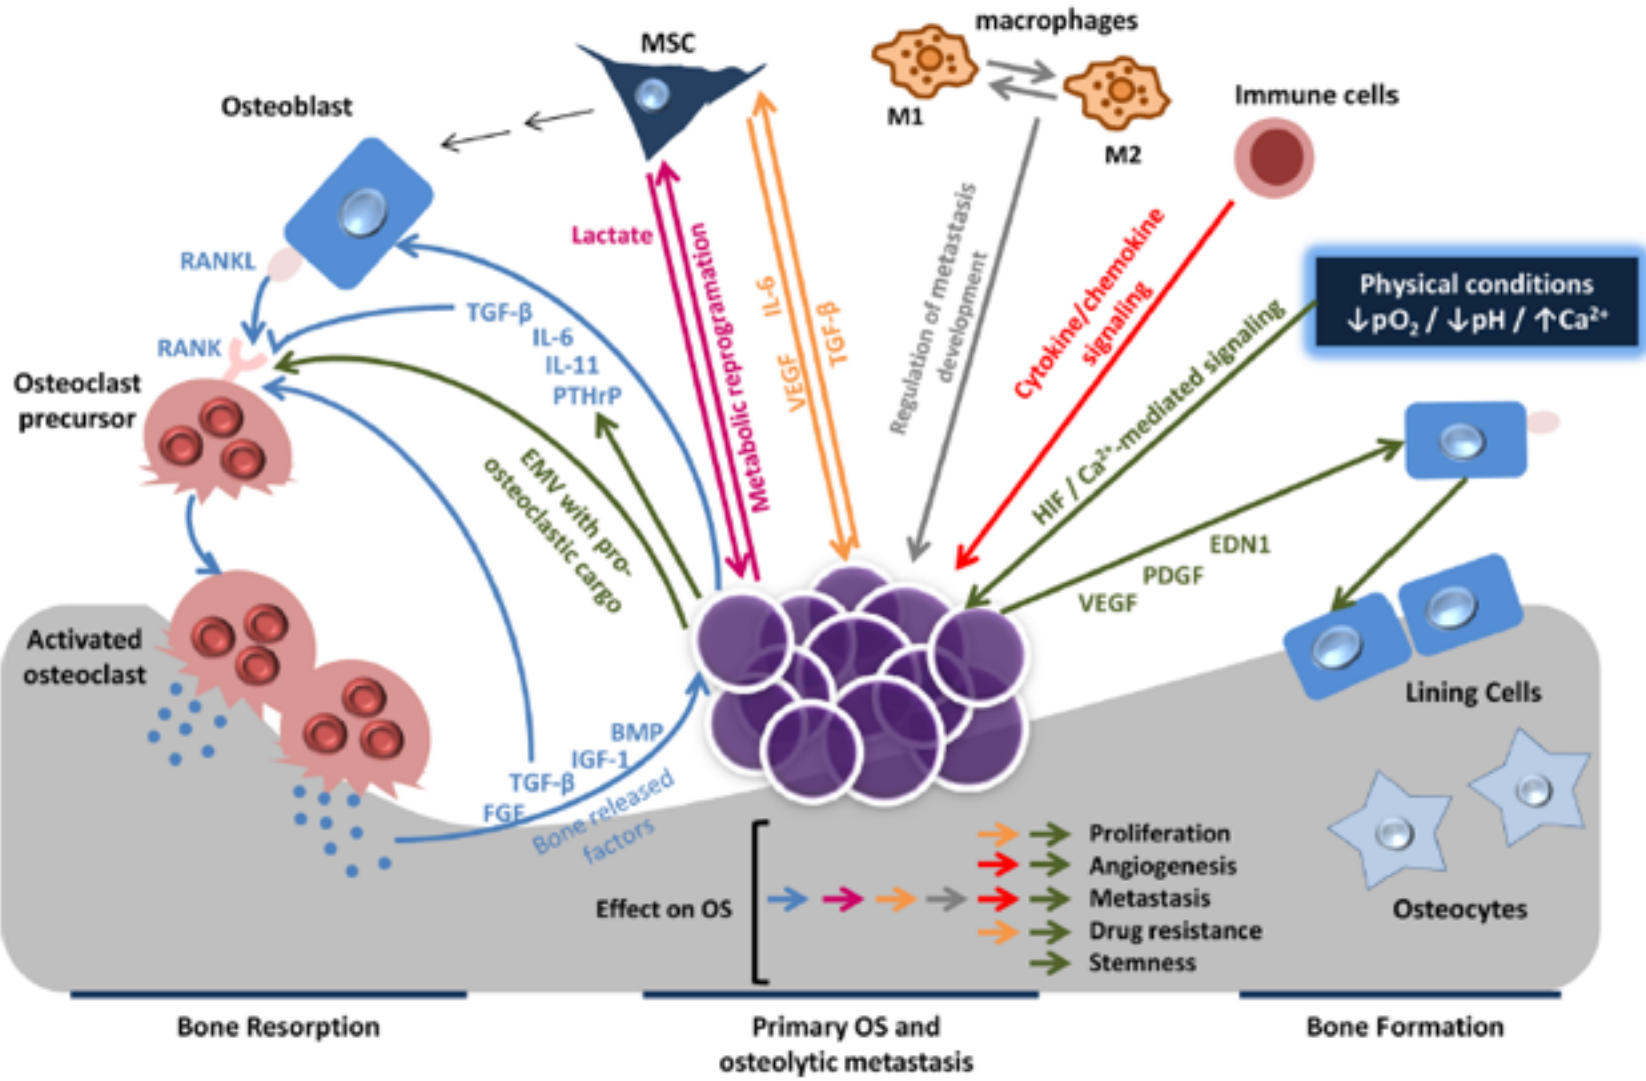 macrophages
MSC
M1
M2
Immune cells
Osteoblast
RANKL
RANK
Osteoclast
precursor
TGF-β
IL-6
IL-11
PTHrP
EMV with pro-
osteoclastic cargo
Lactate
Metabolic reprogramation
VEGF IL-6
TGF-β
Regulation of metastasis
development
Cytokine/chemokine
signaling
Physical conditions
↓pO₂ / ↓pH / ↑Ca²⁺
HIF / Ca²⁺-mediated signaling
EDN1
PDGF
VEGF
Activated
osteoclast
BMP
IGF-1
TGF-β
FGF
Bone released
factors
Lining Cells
Osteocytes
Effect on OS
Proliferation
Angiogenesis
Metastasis
Drug resistance
Stemness
Bone Resorption
Primary OS and
osteolytic metastasis
Bone Formation